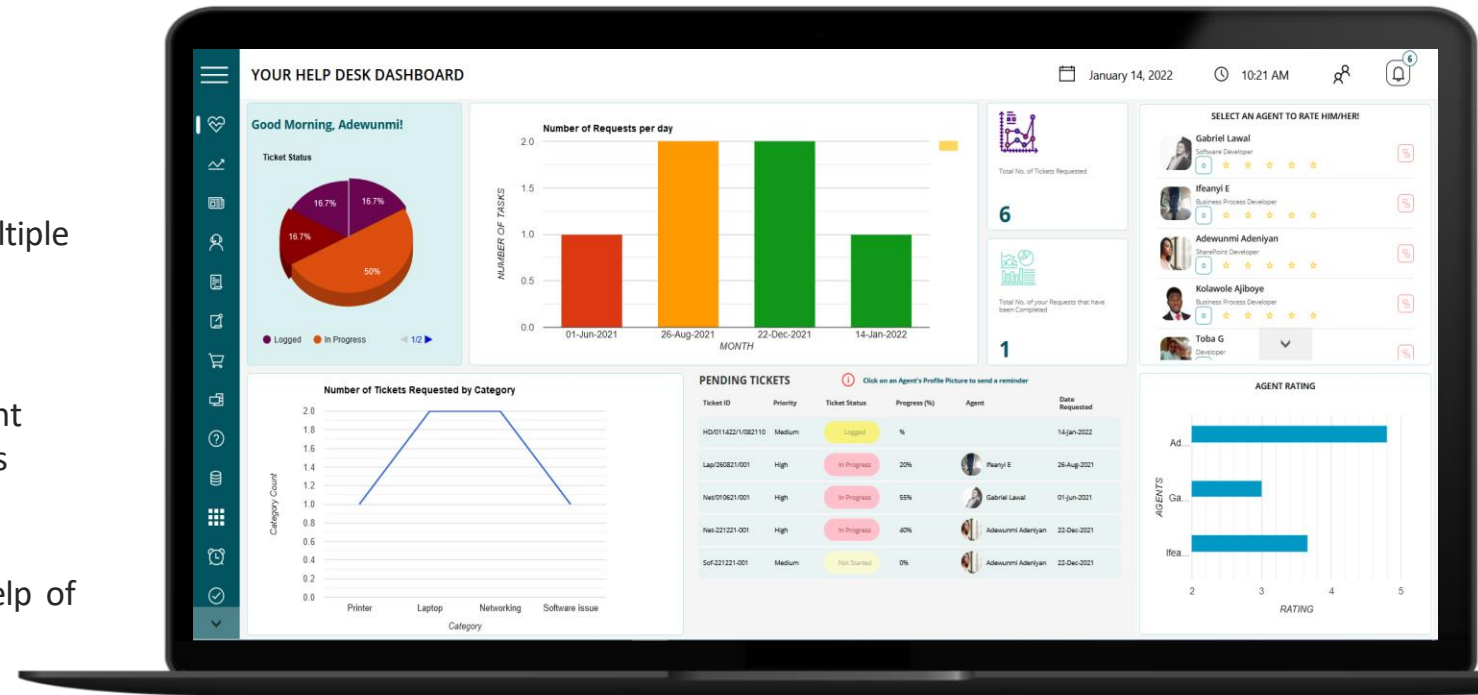 ltiple
nt
s
elp of
YOUR HELP DESK DASHBOARD
January 14, 2022
10:21 AM
6
Good Morning, Adewunmi!
Ticket Status
16.7%
16.7%
16.7%
50%
Logged
In Progress
1/2
Number of Requests per day
NUMBER OF TASKS
2.0
1.5
1.0
0.5
0.0
01-Jun-2021
26-Aug-2021
22-Dec-2021
14-Jan-2022
MONTH
Total No. of Tickets Requested
6
Total No. of your Requests that have
been Completed
1
SELECT AN AGENT TO RATE HIM/HER!
Gabriel Lawal
Software Developer
0
Ifeanyi E
Business Process Developer
0
Adewunmi Adeniyan
SharePoint Developer
0
Kolawole Ajiboye
Business Process Developer
0
Toba G
Developer
Number of Tickets Requested by Category
Category Count
2.0
1.8
1.6
1.4
1.2
1.0
0.8
0.6
0.4
0.2
0.0
Printer
Laptop
Networking
Software issue
Category
PENDING TICKETS
Click on an Agent's Profile Picture to send a reminder
Ticket ID Priority Ticket Status Progress (%) Agent Date Requested
HD/011422/1/082110 Medium Logged % 14-Jan-2022
Lap/260821/001 High In Progress 20% Ifeanyi E 26-Aug-2021
Net/010621/001 High In Progress 55% Gabriel Lawal 01-Jun-2021
Net-221221-001 High In Progress 40% Adewunmi Adeniyan 22-Dec-2021
Sof-221221-001 Medium Not Started 0% Adewunmi Adeniyan 22-Dec-2021
AGENT RATING
AGENTS
Ad...
Ga...
Ifea...
2
3
4
5
RATING